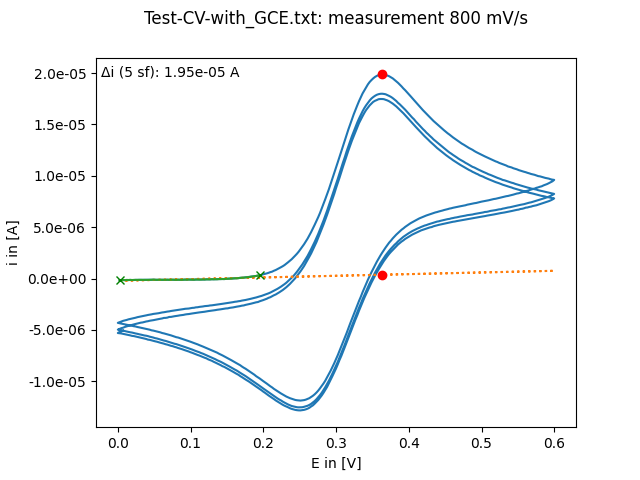 Test-CV-with_GCE.txt: measurement 800 mV/s
Δi (5 sf): 1.95e-05 A
2.0e-05
1.5e-05
1.0e-05
5.0e-06
0.0e+00
-5.0e-06
-1.0e-05
i in [A]
0.0 0.1 0.2 0.3 0.4 0.5 0.6
E in [V]